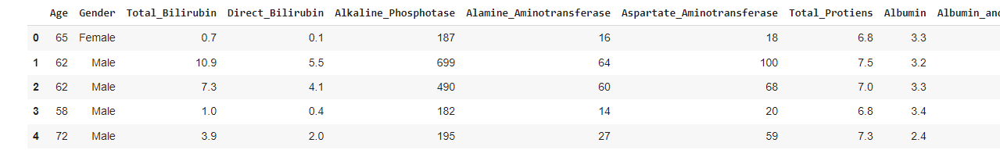 Age Gender Total_Bilirubin Direct_Bilirubin Alkaline_Phosphotase Alamine_Aminotransferase Aspartate_Aminotransferase Total_Protiens Albumin Albumin_and
0 65 Female 0.7 0.1 187 16 18 6.8 3.3
1 62 Male 10.9 5.5 699 64 100 7.5 3.2
2 62 Male 7.3 4.1 490 60 68 7.0 3.3
3 58 Male 1.0 0.4 182 14 20 6.8 3.4
4 72 Male 3.9 2.0 195 27 59 7.3 2.4